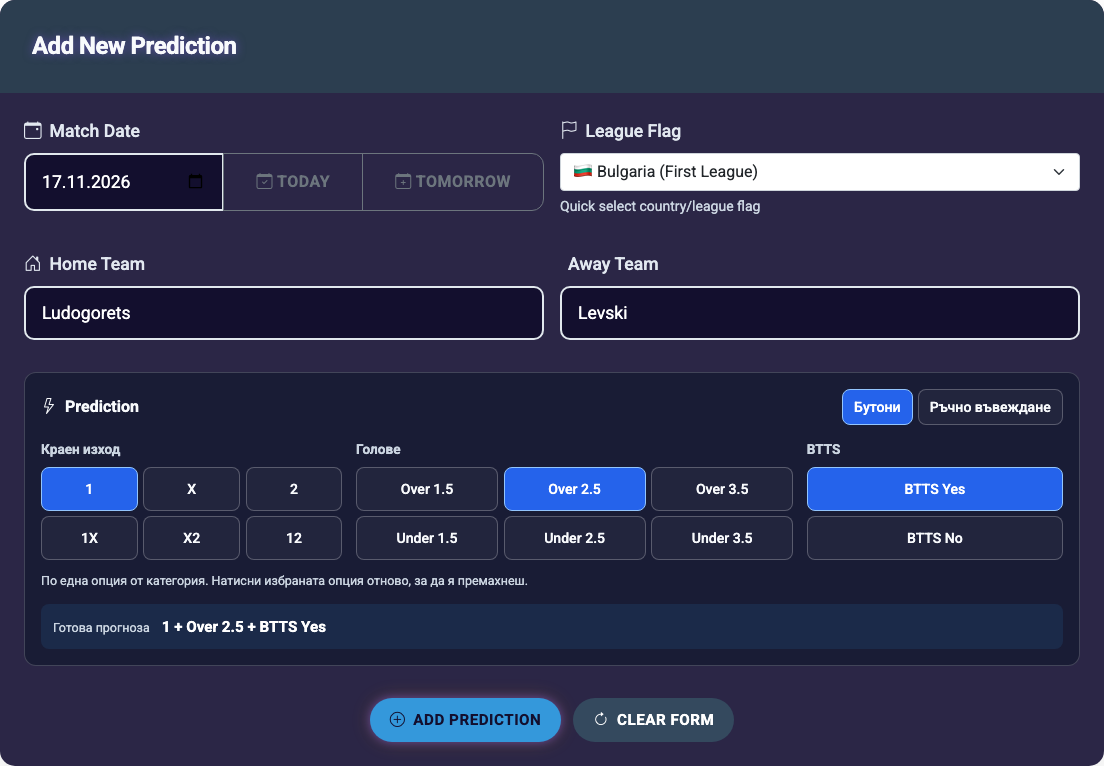 Add New Prediction
Match Date
League Flag
17.11.2026
TODAY
TOMORROW
Bulgaria (First League)
Quick select country/league flag
Home Team
Away Team
Ludogorets
Levski
Prediction
Бутони
Ръчно въвеждане
Краен изход
Голове
BTTS
1
X
2
Over 1.5
Over 2.5
Over 3.5
BTTS Yes
1X
X2
12
Under 1.5
Under 2.5
Under 3.5
BTTS No
По една опция от категория. Натисни избраната опция отново, за да я премахнеш.
Готова прогноза 1 + Over 2.5 + BTTS Yes
ADD PREDICTION
CLEAR FORM